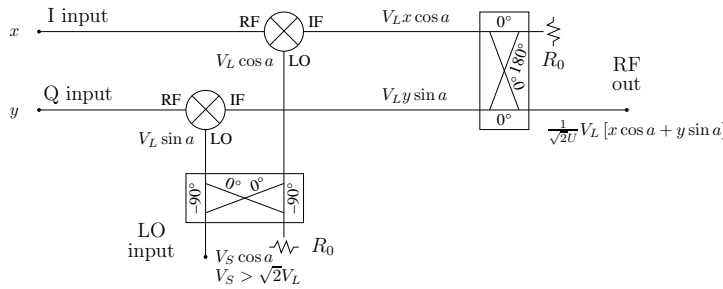 x
I input
RF
IF
LO
V_L x cos a
0°
0° 180°
0°
R_0
V_L cos a
RF
out
y
Q input
RF
IF
LO
V_L y sin a
V_L sin a
1/√2U V_L [x cos a + y sin a]
−90°
0° 0°
−90°
LO
input
R_0
V_S cos a
V_S > √2V_L